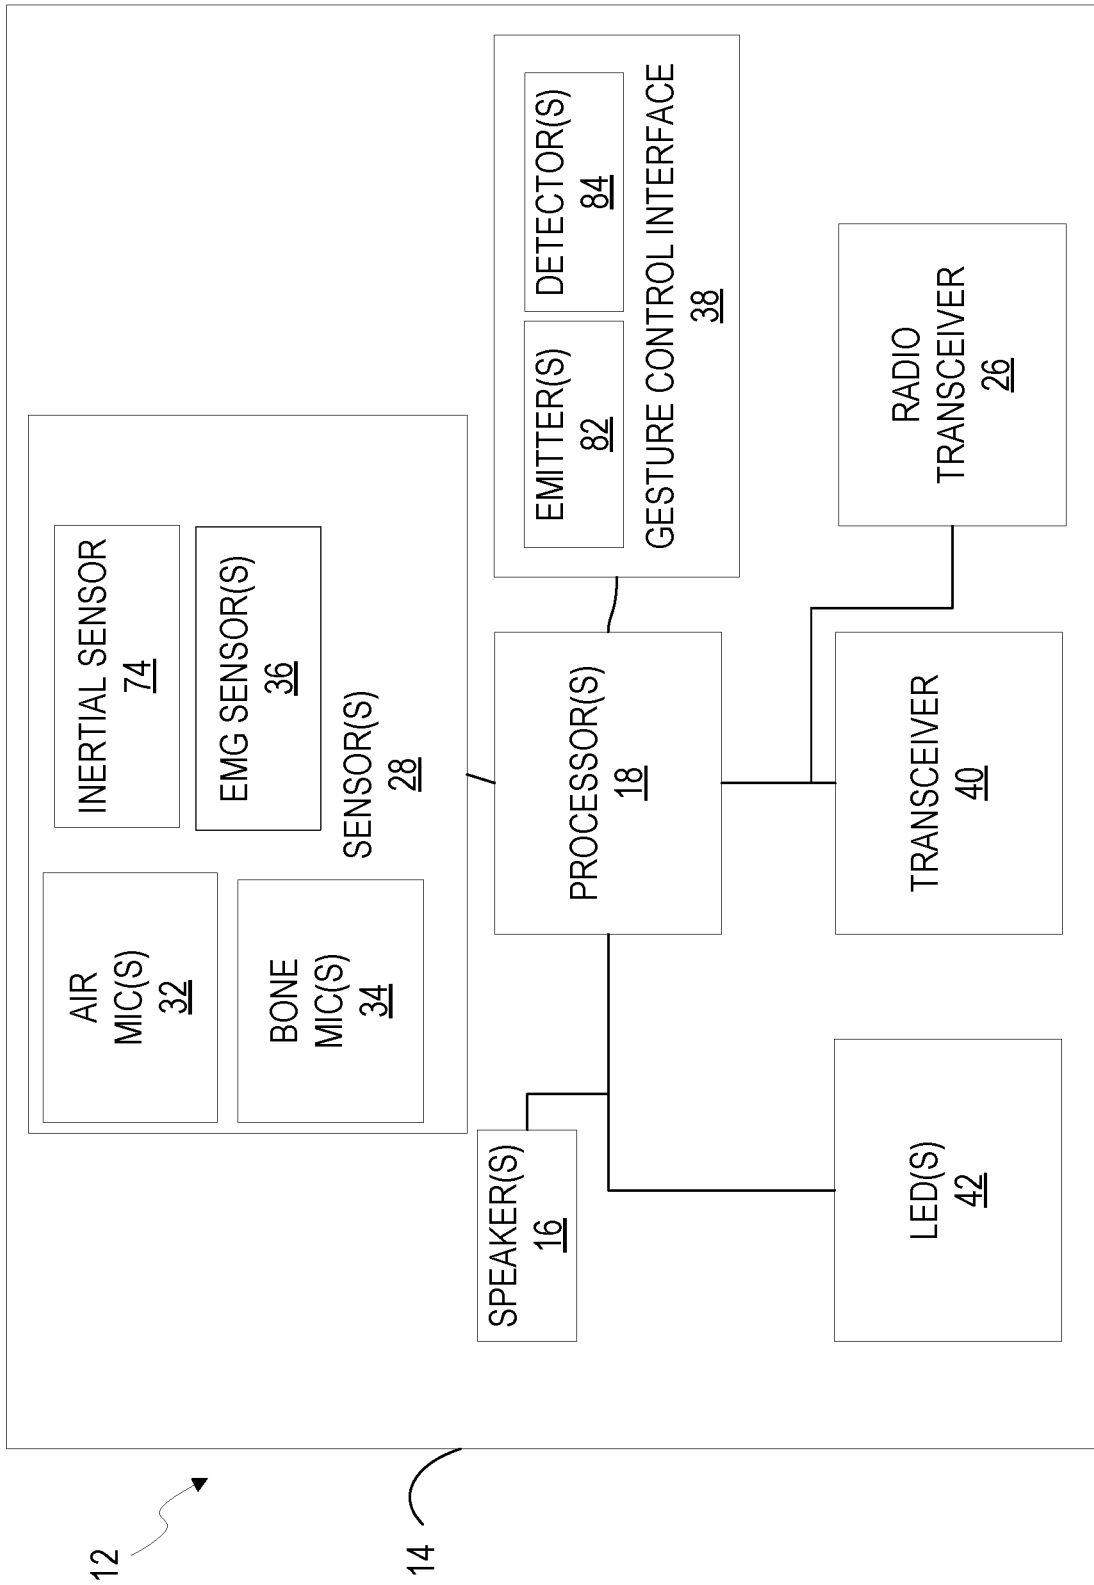 12
14
AIR
MIC(S)
32
BONE
MIC(S)
34
INERTIAL SENSOR
74
EMG SENSOR(S)
36
SENSOR(S)
28
SPEAKER(S)
16
PROCESSOR(S)
18
EMITTER(S)
82
DETECTOR(S)
84
GESTURE CONTROL INTERFACE
38
LED(S)
42
TRANSCEIVER
40
RADIO
TRANSCEIVER
26